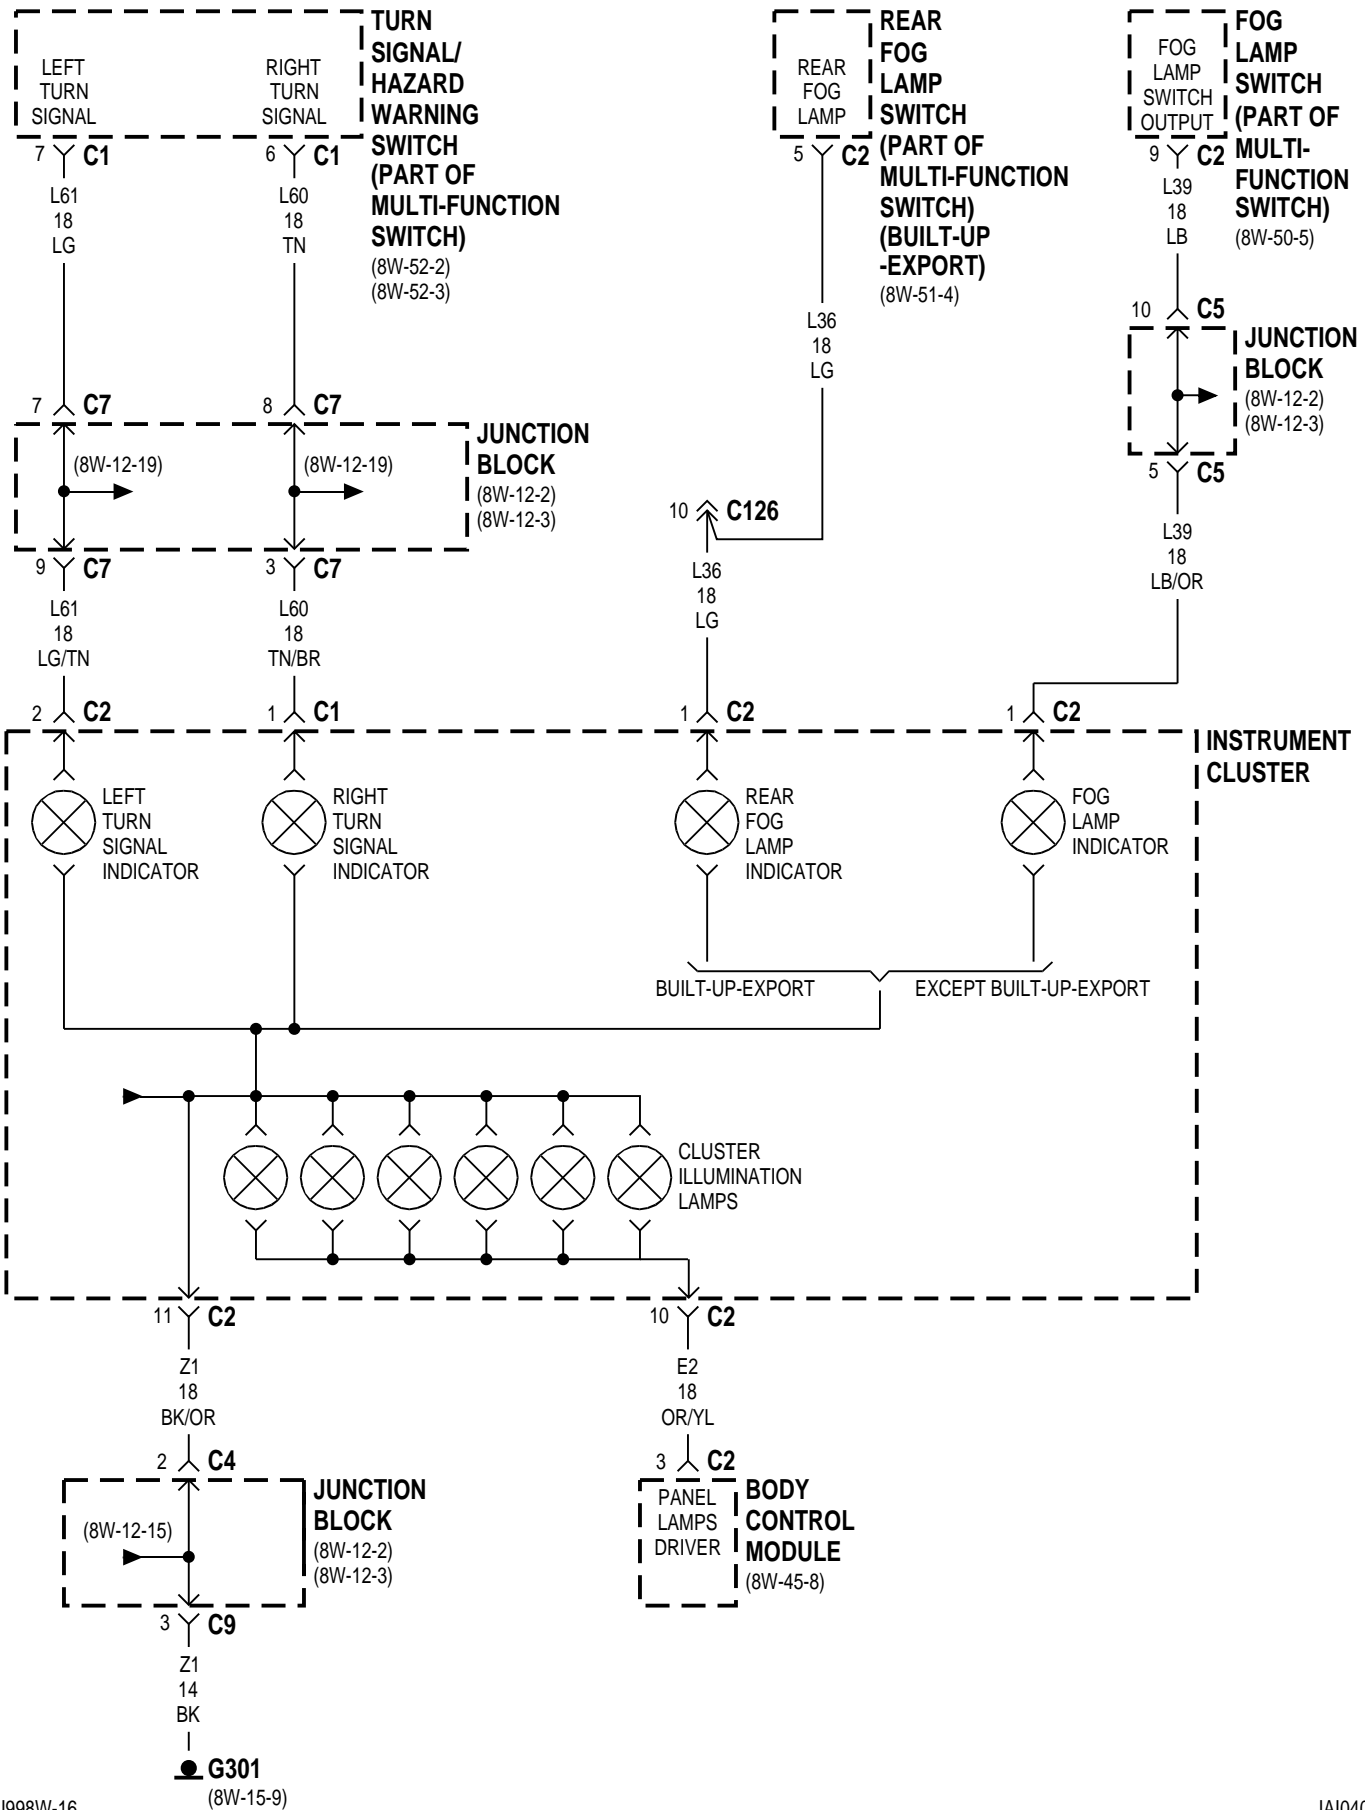 LEFT
TURN
SIGNAL
RIGHT
TURN
SIGNAL
TURN
SIGNAL/
HAZARD
WARNING
SWITCH
(PART OF
MULTI-FUNCTION
SWITCH)
(8W-52-2)
(8W-52-3)
REAR
FOG
LAMP
REAR
FOG
LAMP
SWITCH
(PART OF
MULTI-FUNCTION
SWITCH)
(BUILT-UP
-EXPORT)
(8W-51-4)
FOG
LAMP
SWITCH
OUTPUT
FOG
LAMP
SWITCH
(PART OF
MULTI-
FUNCTION
SWITCH)
(8W-50-5)
7 C1
6 C1
5 C2
9 C2
L61
18
LG
L60
18
TN
L36
18
LG
L39
18
LB
10 C5
JUNCTION
BLOCK
(8W-12-2)
(8W-12-3)
5 C5
7 C7
8 C7
(8W-12-19)
(8W-12-19)
JUNCTION
BLOCK
(8W-12-2)
(8W-12-3)
10 C126
9 C7
3 C7
L61
18
LG/TN
L60
18
TN/BR
L36
18
LG
L39
18
LB/OR
2 C2
1 C1
1 C2
1 C2
INSTRUMENT
CLUSTER
LEFT
TURN
SIGNAL
INDICATOR
RIGHT
TURN
SIGNAL
INDICATOR
REAR
FOG
LAMP
INDICATOR
FOG
LAMP
INDICATOR
BUILT-UP-EXPORT
EXCEPT BUILT-UP-EXPORT
CLUSTER
ILLUMINATION
LAMPS
11 C2
10 C2
Z1
18
BK/OR
E2
18
OR/YL
2 C4
3 C2
(8W-12-15)
JUNCTION
BLOCK
(8W-12-2)
(8W-12-3)
PANEL
LAMPS
DRIVER
BODY
CONTROL
MODULE
(8W-45-8)
3 C9
Z1
14
BK
G301
(8W-15-9)